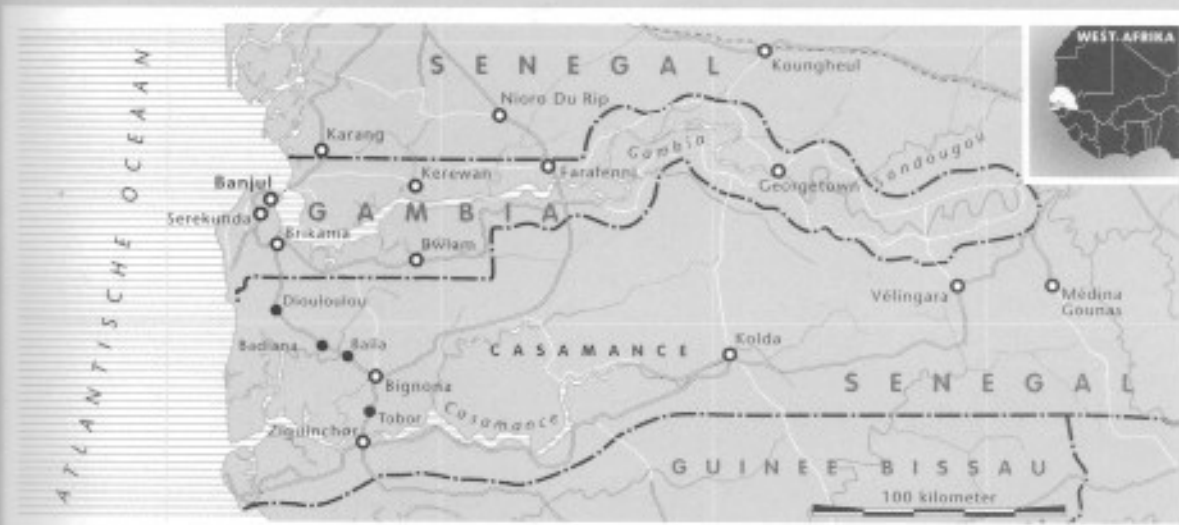 WEST-AFRIKA
ATLANTISCHE OCEAAN
SENEGAL
Koungheul
Nioro Du Rip
Karang
Gambia
Sandougou
Kerewan
Farafenni
Georgetown
Banjul
Serekunda
GAMBIA
Brikama
Bwiam
Diouloulou
Vélingara
Médina
Gounas
Badiana
Baila
CASAMANCE
Kolda
Bignona
SENEGAL
Tobor
Casamance
Ziguinchor
GUINEE BISSAU
100 kilometer